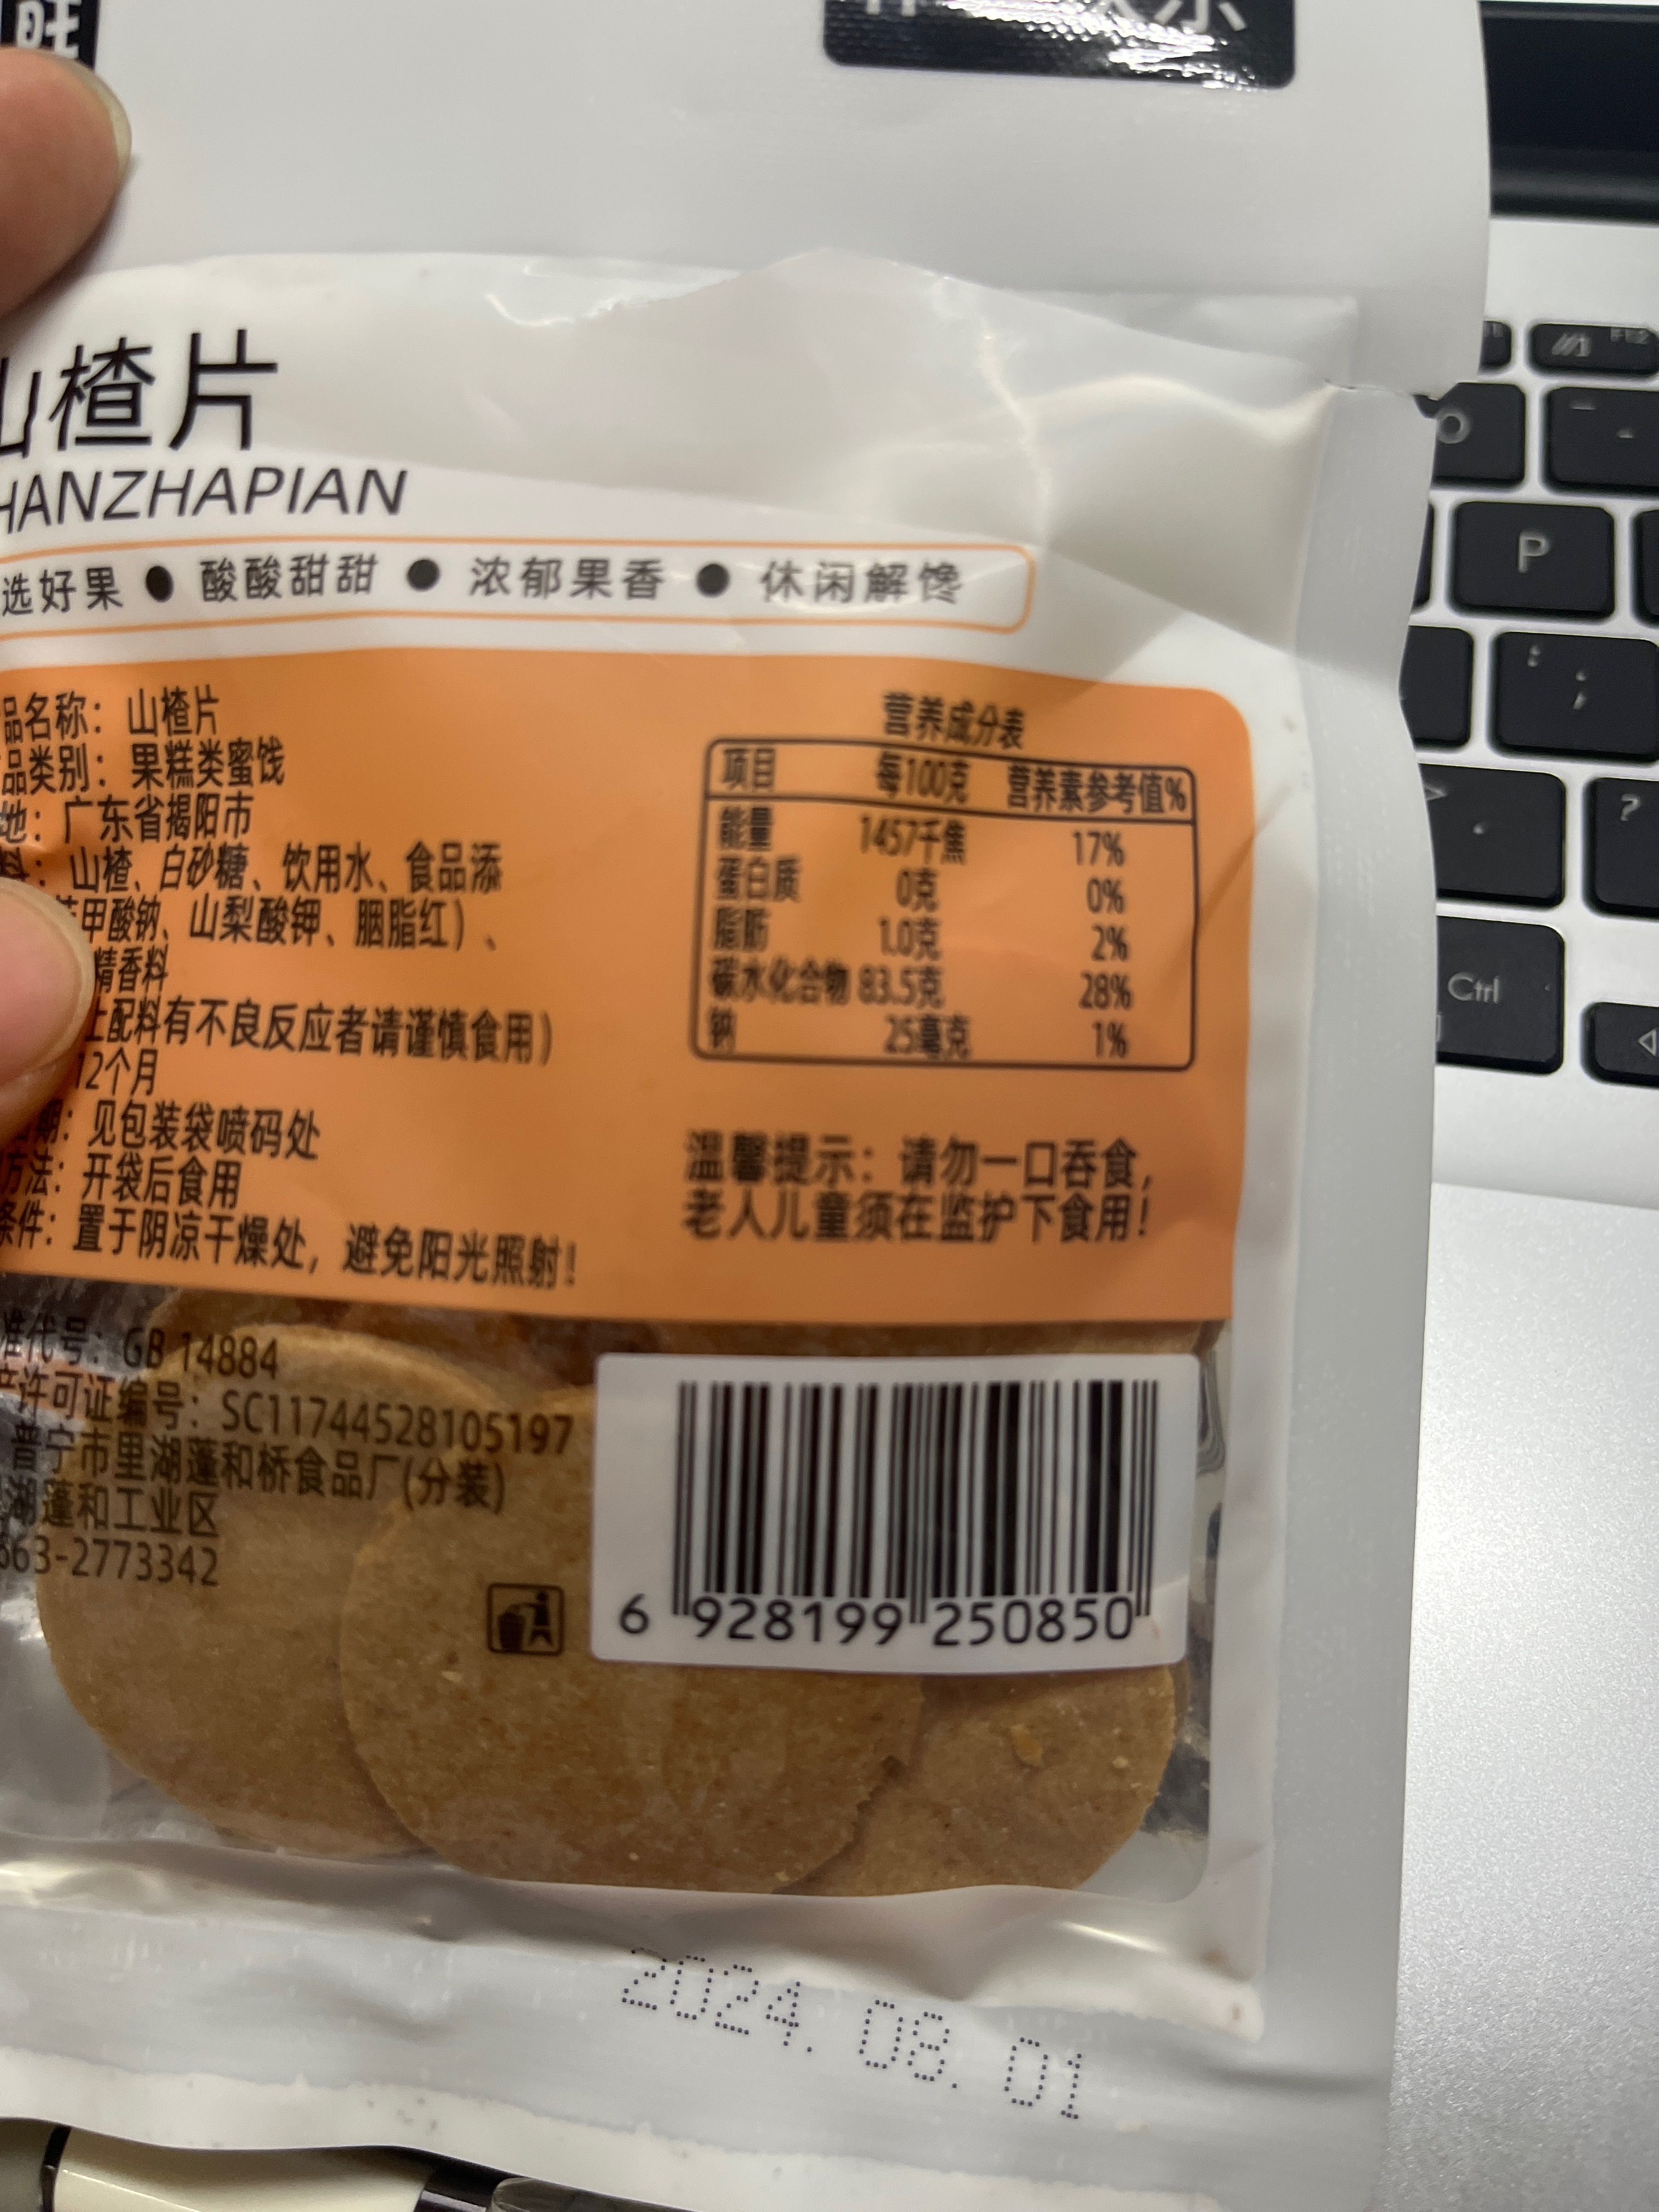 旺
山楂片
HANZHAPIAN
选好果 ● 酸酸甜甜 ● 浓郁果香 ● 休闲解馋
品名称：山楂片
品类别：果糕类蜜饯
地：广东省揭阳市
料：山楂、白砂糖、饮用水、食品添
苯甲酸钠、山梨酸钾、胭脂红）、
精香料
上配料有不良反应者请谨慎食用）
12个月
期：见包装袋喷码处
方法：开袋后食用
条件：置于阴凉干燥处，避免阳光照射！
营养成分表
项目 每100克 营养素参考值%
能量 1457千焦 17%
蛋白质 0克 0%
脂肪 1.0克 2%
碳水化合物 83.5克 28%
钠 25毫克 1%
温馨提示：请勿一口吞食，
老人儿童须在监护下食用！
准代号：GB 14884
产许可证编号：SC11744528105197
普宁市里湖蓬和桥食品厂(分装)
湖蓬和工业区
663-2773342
6 928199 250850
2024.08.01
P
Ctrl